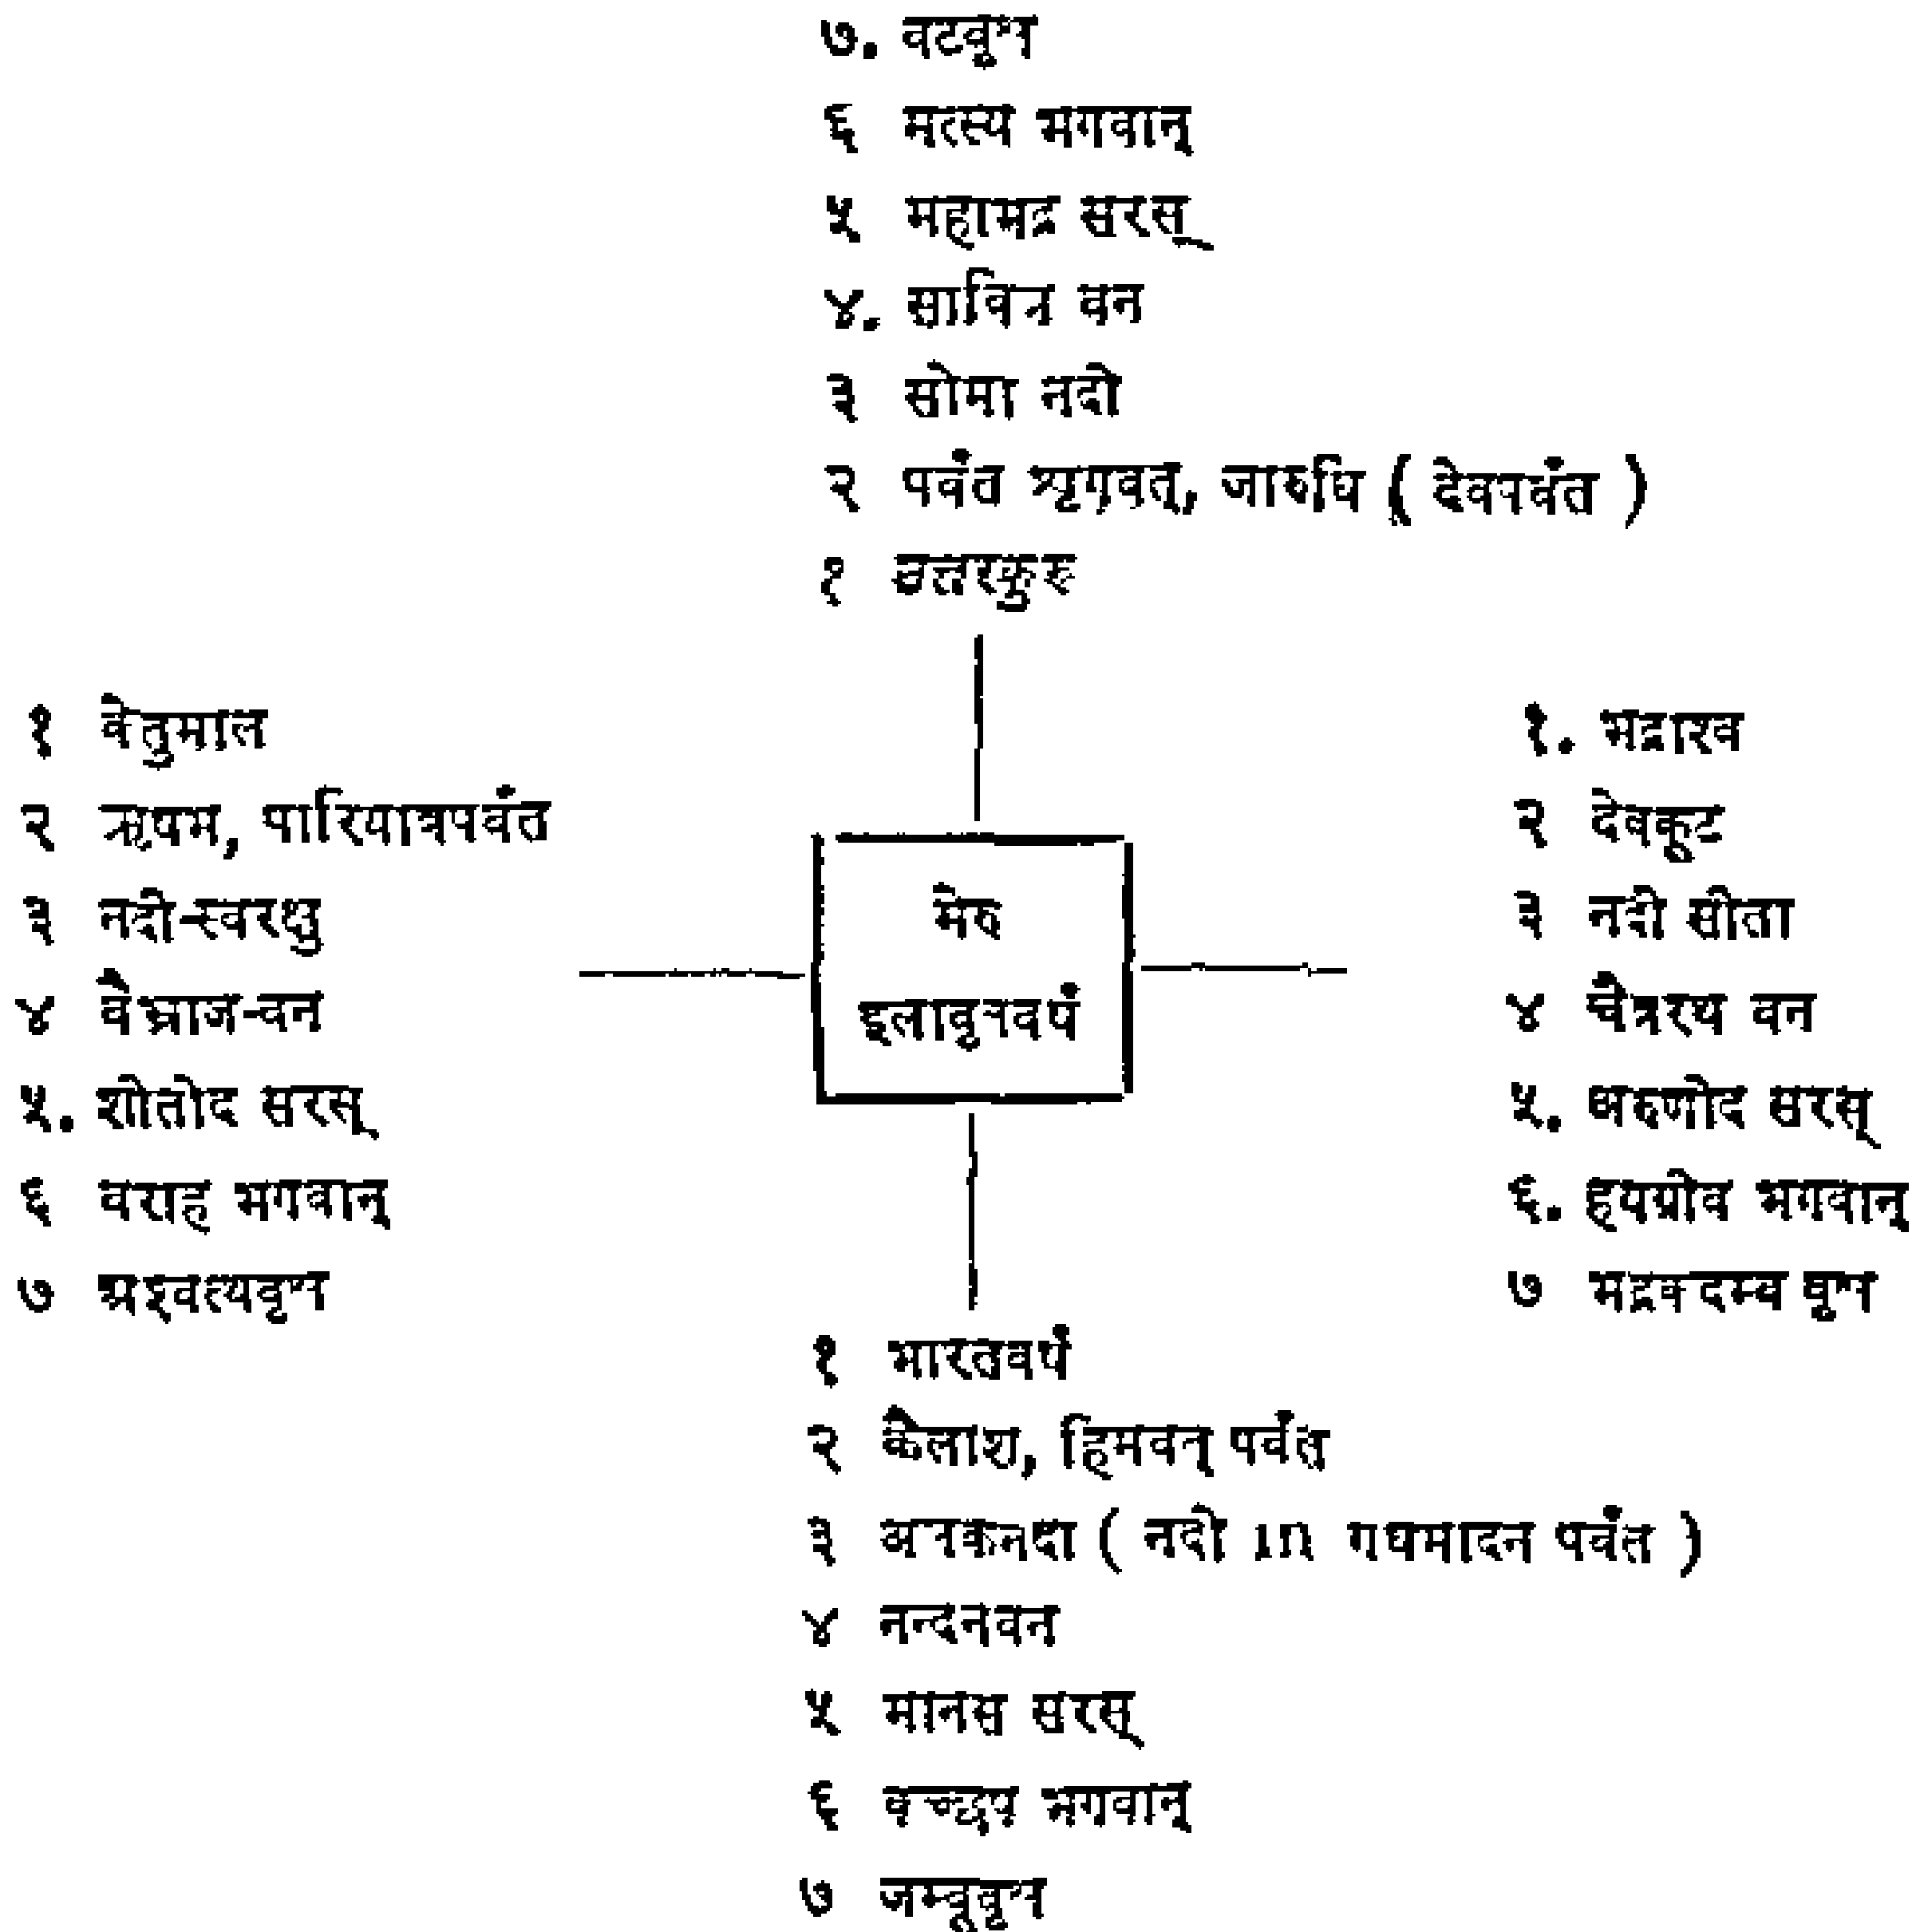 ७. वटवृक्ष
६ मत्स्य भगवान्
५ महाभद्र सरस्
४. सावित्र वन
३ सोमा नदी
२ पर्वत शृगवत्, जारुधि ( देवपर्वत )
१ उत्तरकुरु
१ केतुमाल
२ ऋषभ, पारियात्रपर्वत
३ नदी-स्वरक्षु
४ वैभ्राज-वन
५. शीतोद सरस्
६ वराह भगवान्
७ अश्वत्थवृक्ष
मेरु
इलावृतवर्ष
१. भद्राश्व
२ देवकूट
३ नदी सीता
४ चैत्ररथ वन
५. अरुणोद सरस्
६. हयग्रीव भगवान्
७ भद्रकदम्ब वृक्ष
१ भारतवर्ष
२ कैलाश, हिमवत् पर्वत
३ अलकनदा ( नदी in गधमादन पर्वत )
४ नन्दनवन
५ मानस सरस्
६ कच्छप भगवान्
७ जम्बूवृक्ष